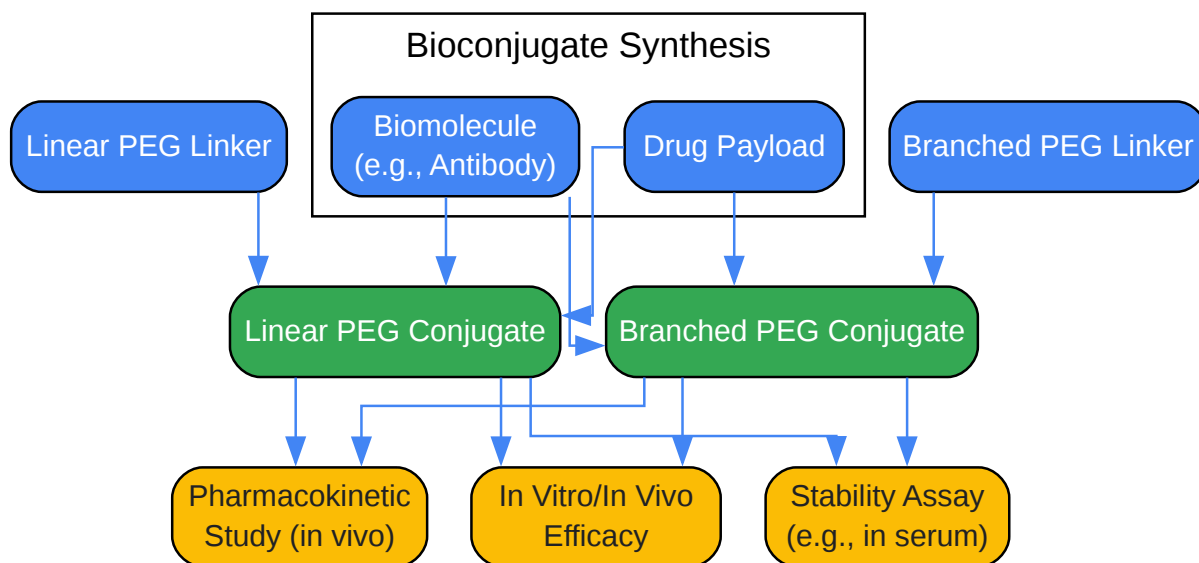 Bioconjugate Synthesis
Linear PEG Linker
Biomolecule
(e.g., Antibody)
Drug Payload
Branched PEG Linker
Linear PEG Conjugate
Branched PEG Conjugate
Pharmacokinetic
Study (in vivo)
In Vitro/In Vivo
Efficacy
Stability Assay
(e.g., in serum)